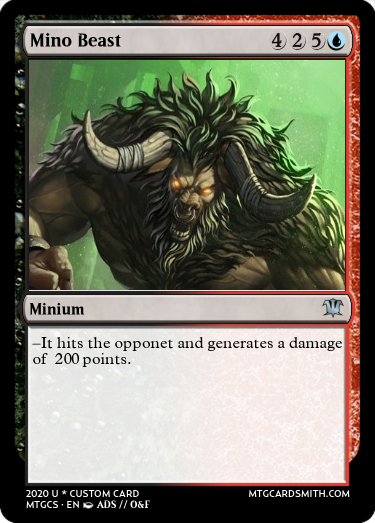 Mino Beast 4 2 5
Minium
–It hits the opponet and generates a damage
of 200 points.
2020 U * CUSTOM CARD
MTGCARDSMITH.COM
MTGCS · EN ADS // O&F